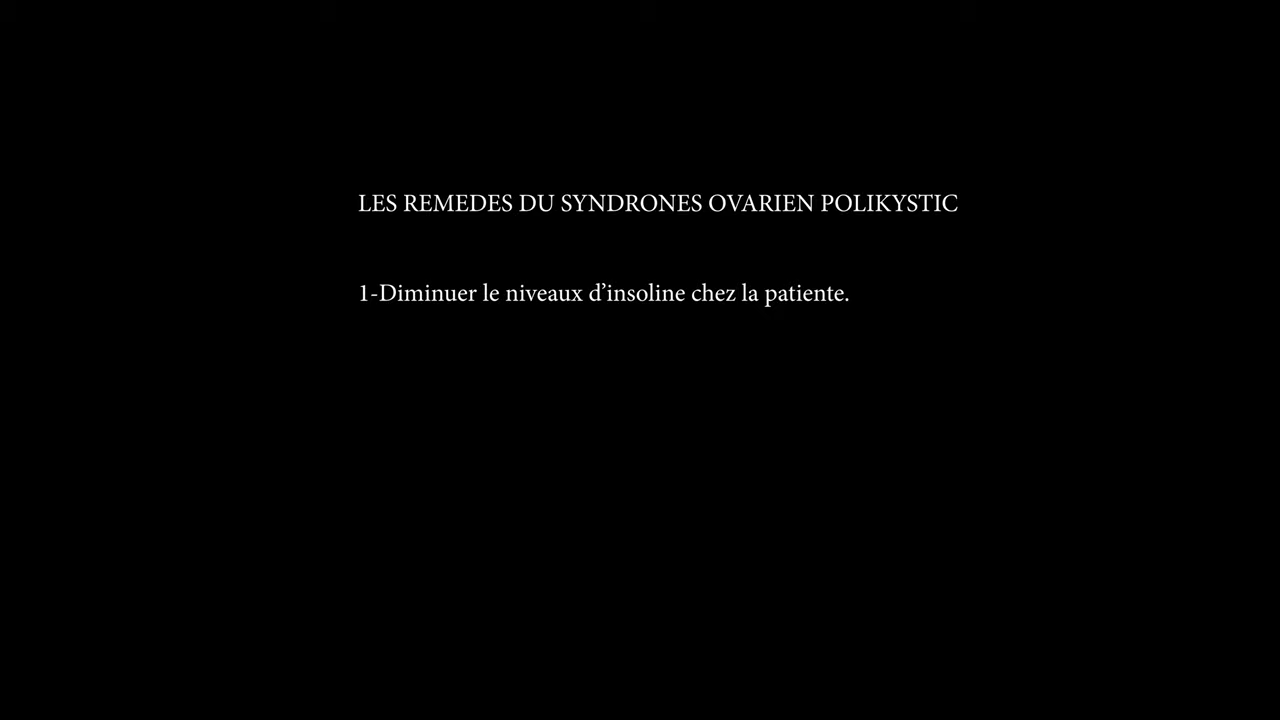 LES REMEDES DU SYNDRONES OVARIEN POLIKYSTIC
1-Diminuer le niveaux d’insoline chez la patiente.